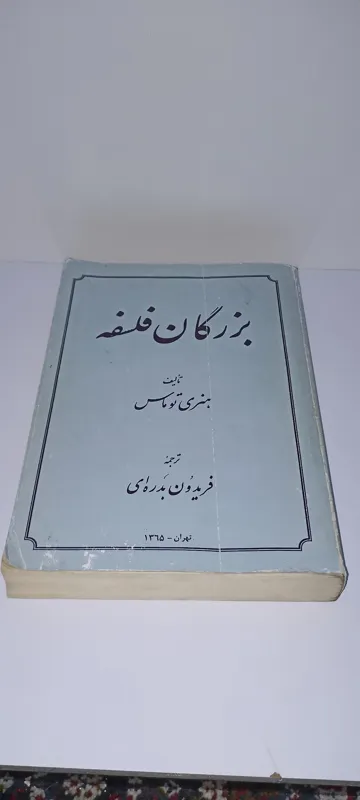 بزرگان فلسفه
تألیف
هنری توماس
ترجمهٔ
فریدون بدره‌ای
تهران - ۱۳۶۵